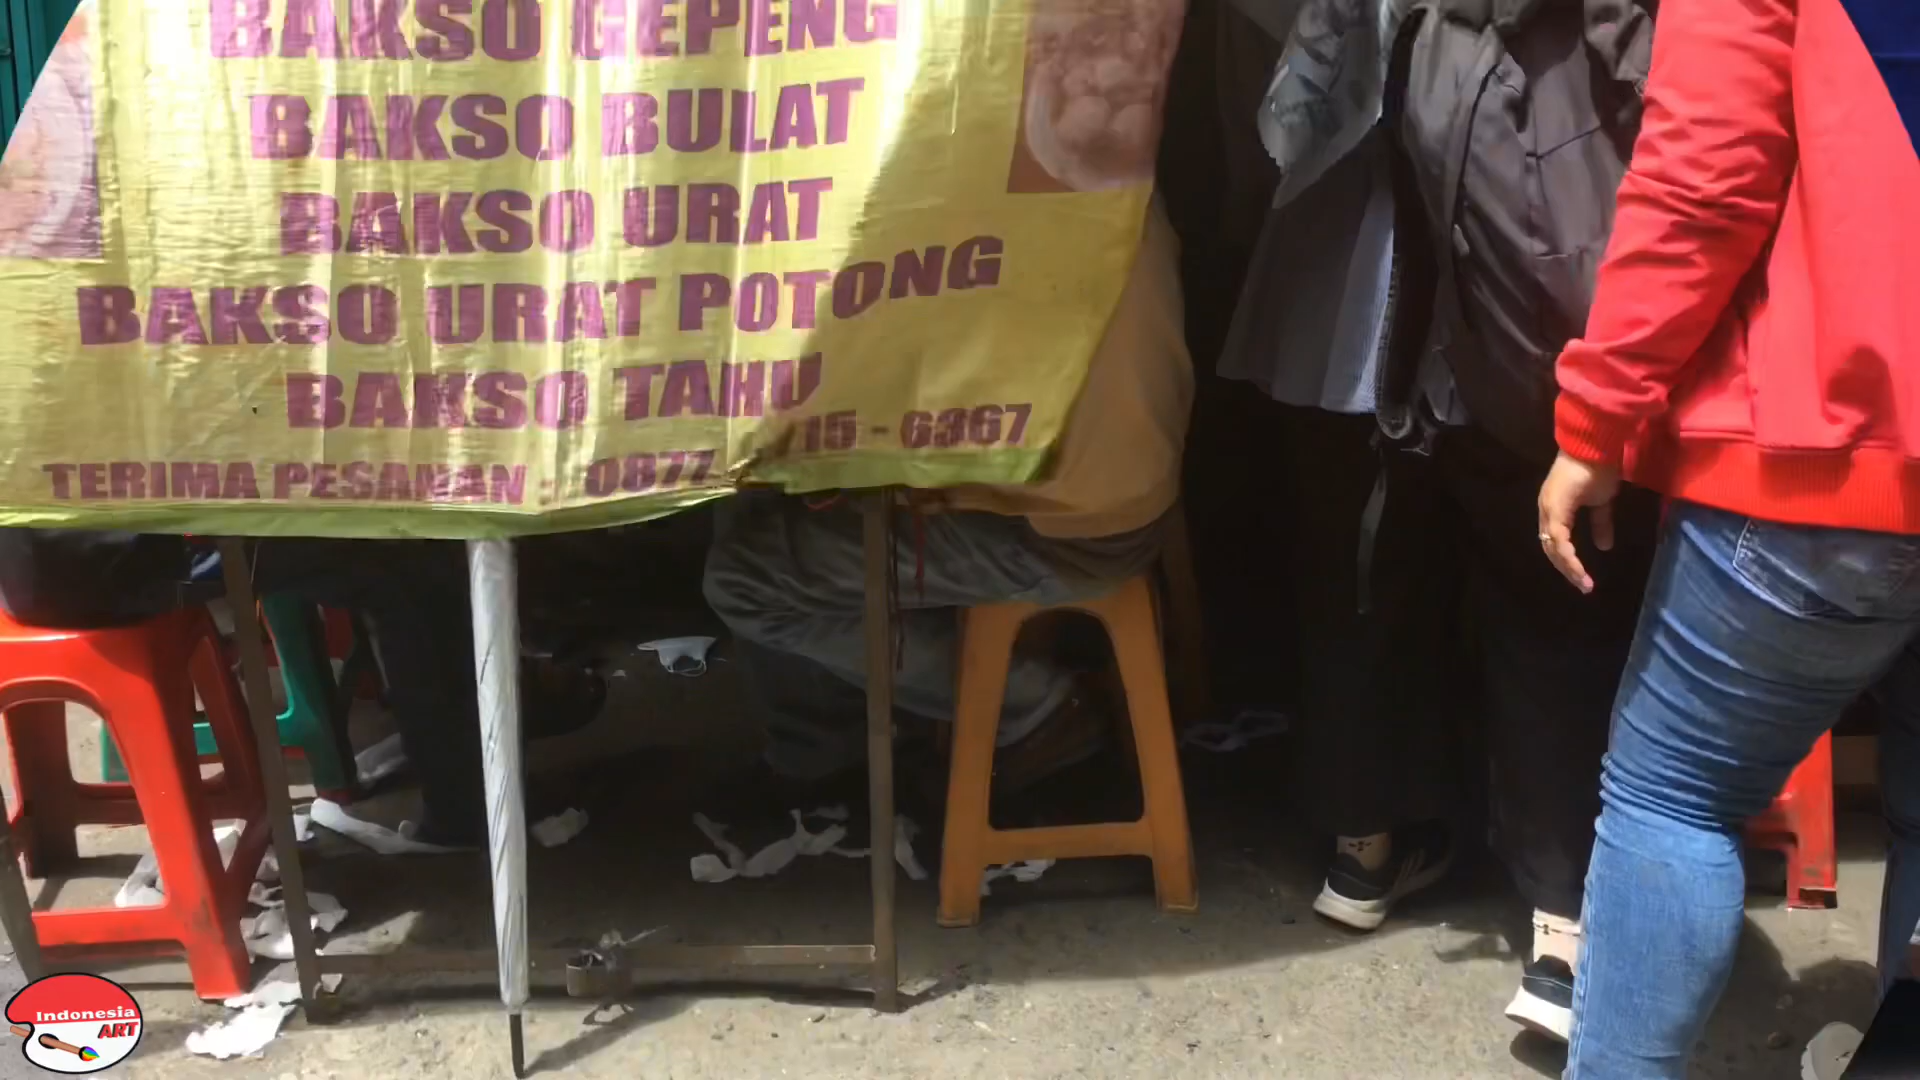 BAKSO GEPENG
BAKSO BULAT
BAKSO URAT
BAKSO URAT POTONG
BAKSO TAHU
TERIMA PESANAN : 0877 15 - 6367
Indonesia
ART